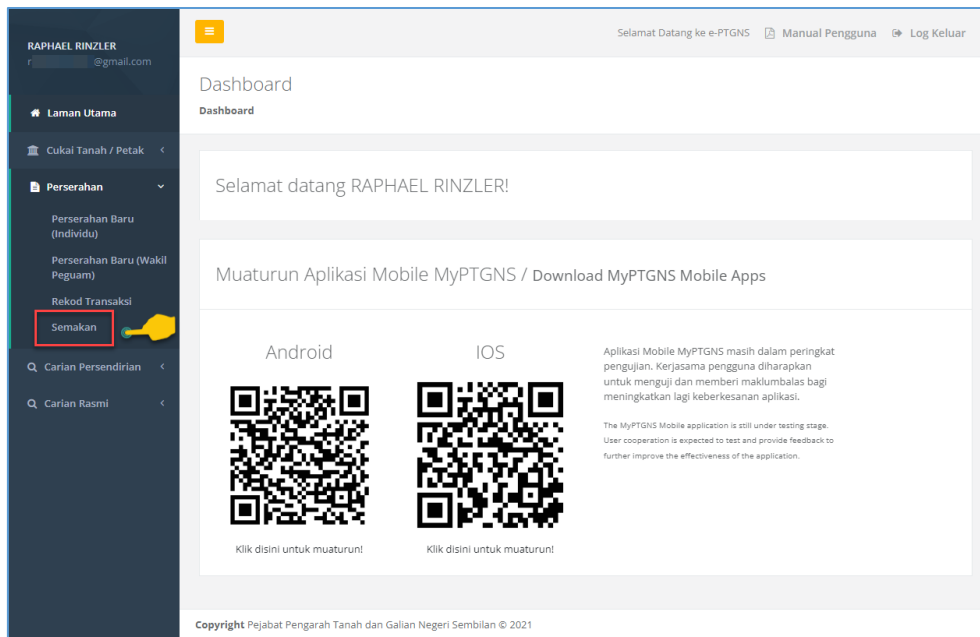 RAPHAEL RINZLER
r @gmail.com
Laman Utama
Cukai Tanah / Petak
Perserahan
Perserahan Baru
(Individu)
Perserahan Baru (Wakil
Peguam)
Rekod Transaksi
Semakan
Carian Persendirian
Carian Rasmi
Selamat Datang ke e-PTGNS Manual Pengguna Log Keluar
Dashboard
Dashboard
Selamat datang RAPHAEL RINZLER!
Muaturun Aplikasi Mobile MyPTGNS / Download MyPTGNS Mobile Apps
Android
Klik disini untuk muaturun!
IOS
Klik disini untuk muaturun!
Aplikasi Mobile MyPTGNS masih dalam peringkat
pengujian. Kerjasama pengguna diharapkan
untuk menguji dan memberi maklumbalas bagi
meningkatkan lagi keberkesanan aplikasi.
The MyPTGNS Mobile application is still under testing stage.
User cooperation is expected to test and provide feedback to
further improve the effectiveness of the application.
Copyright Pejabat Pengarah Tanah dan Galian Negeri Sembilan © 2021